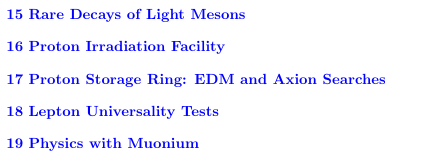 15 Rare Decays of Light Mesons
16 Proton Irradiation Facility
17 Proton Storage Ring: EDM and Axion Searches
18 Lepton Universality Tests
19 Physics with Muonium